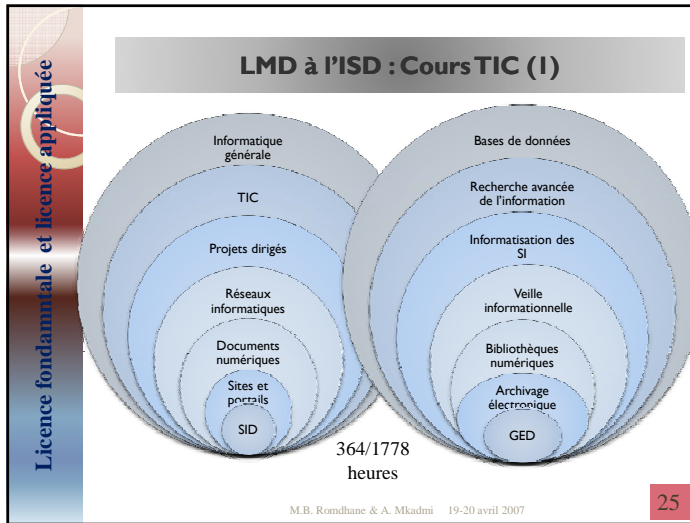 LMD à l'ISD : Cours TIC (1)
Licence fondamntale et licence appliquée
Informatique
générale
TIC
Projets dirigés
Réseaux
informatiques
Documents
numériques
Sites et
portails
SID
Bases de données
Recherche avancée
de l'information
Informatisation des
SI
Veille
informationnelle
Bibliothèques
numériques
Archivage
électronique
GED
364/1778
heures
M.B. Romdhane & A. Mkadmi 19-20 avril 2007
25